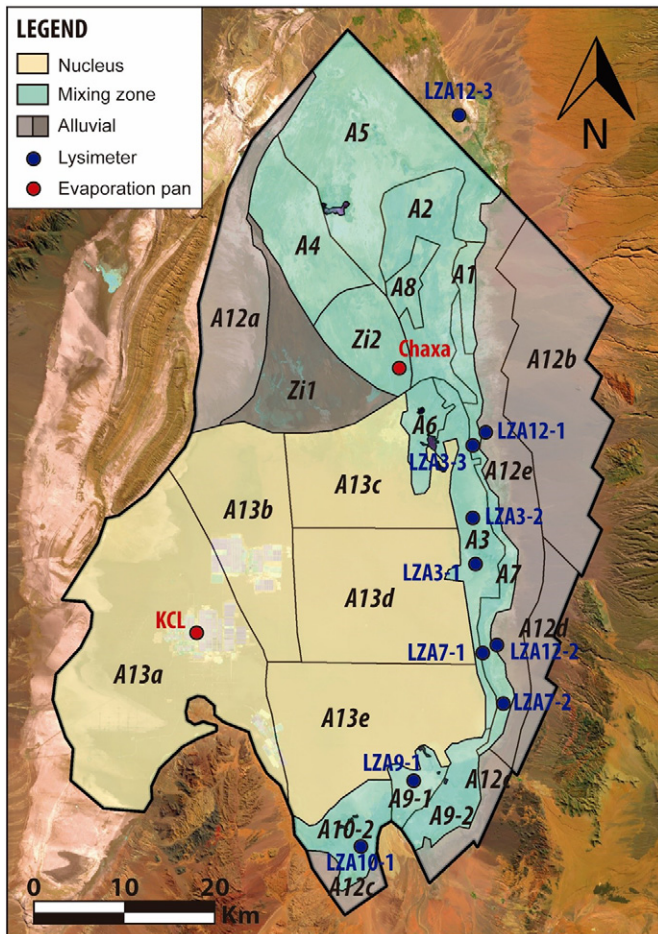 LEGEND
Nucleus
Mixing zone
Alluvial
Lysimeter
Evaporation pan
N
LZA12-3
A5
A2
A4
A1
A8
A12a
Zi2
A12b
Chaxa
Zi1
A6
LZA12-1
LZA3-3
A12e
A13c
A13b
LZA3-2
A3
LZA3-1
A7
A13d
KCL
A12d
LZA7-1
LZA12-2
A13a
LZA7-2
A13e
LZA9-1
A12c
A9-1
A9-2
A10-2
LZA10-1
A12c
0 10 20
Km